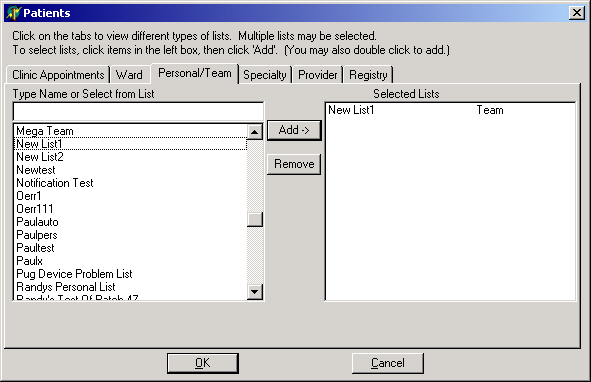 Patients
Click on the tabs to view different types of lists. Multiple lists may be selected.
To select lists, click items in the left box, then click 'Add'. (You may also double click to add.)
Clinic Appointments Ward Personal/Team Specialty Provider Registry
Type Name or Select from List
Selected Lists
Mega Team
New List1
New List2
Newtest
Notification Test
Oerr1
Oerr111
Paulauto
Paulpers
Paultest
Paulx
Pug Device Problem List
Randys Personal List
Randy's Test Of Patch 47
Add ->
Remove
New List1 Team
OK
Cancel